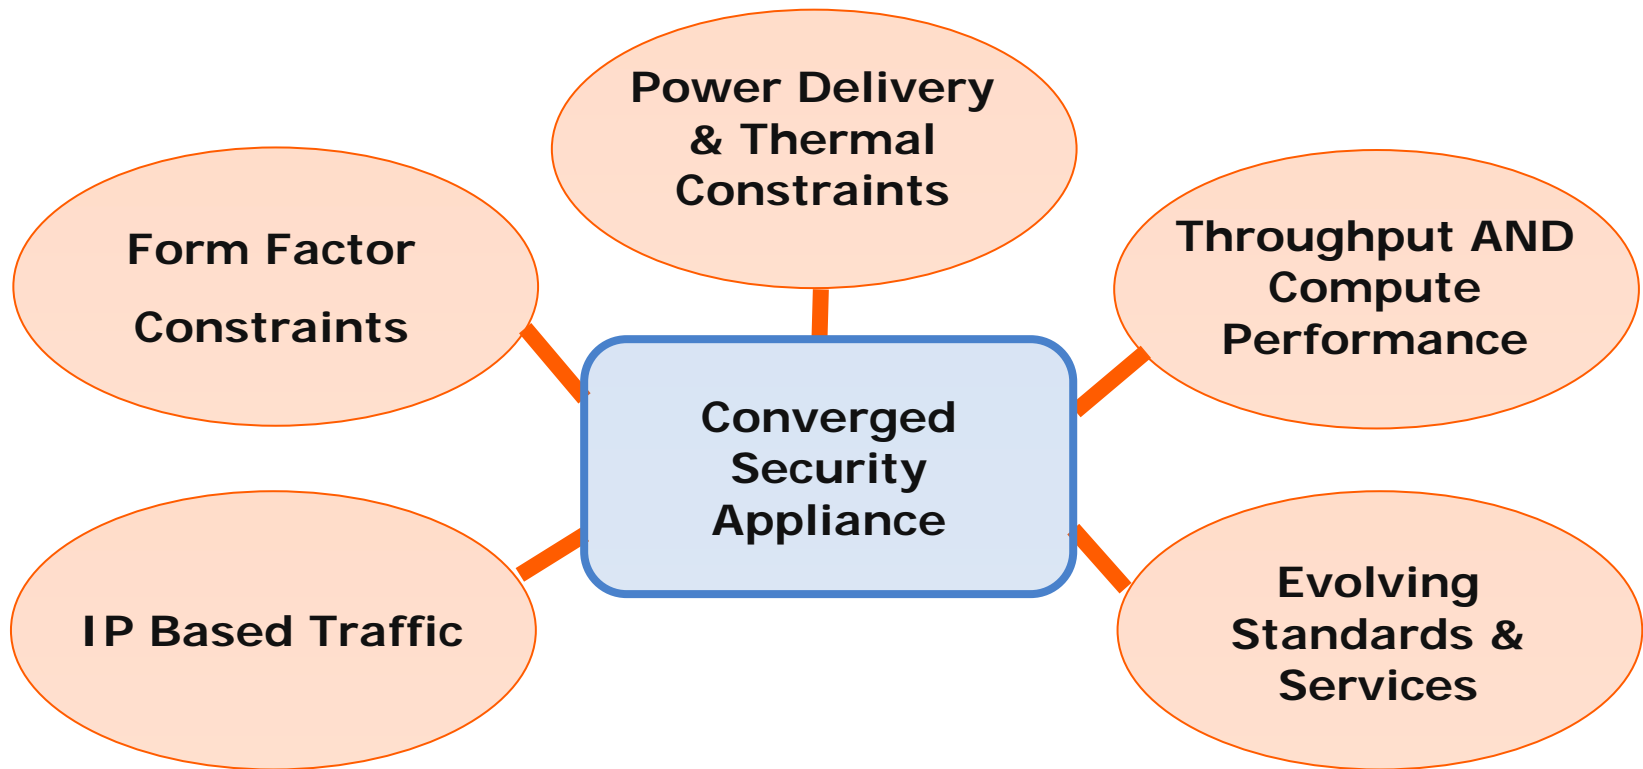 Power Delivery
& Thermal
Constraints
Form Factor
Constraints
Throughput AND
Compute
Performance
Converged
Security
Appliance
IP Based Traffic
Evolving
Standards &
Services